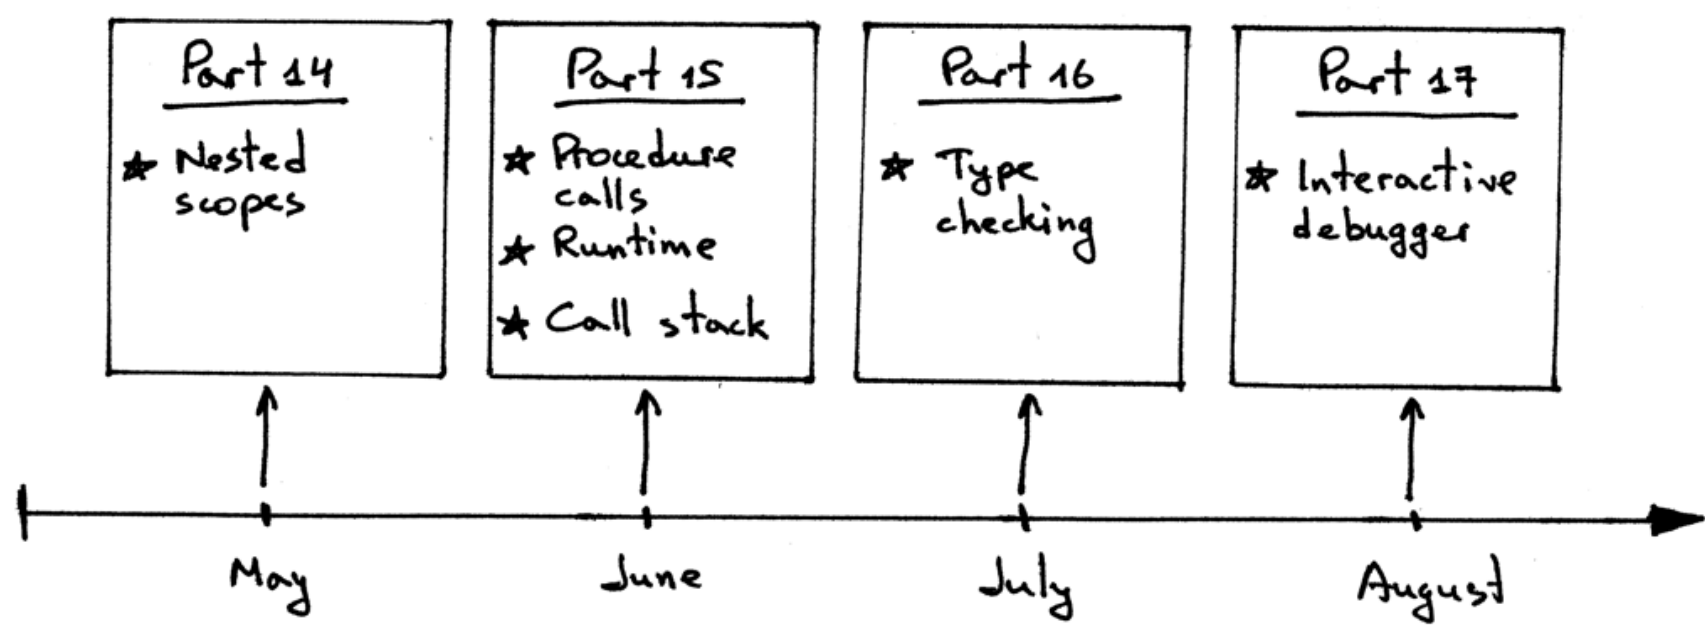 Part 14
★ Nested
scopes
Part 15
★ Procedure
calls
★ Runtime
★ Call stack
Part 16
★ Type
checking
Part 17
★ Interactive
debugger
May
June
July
August